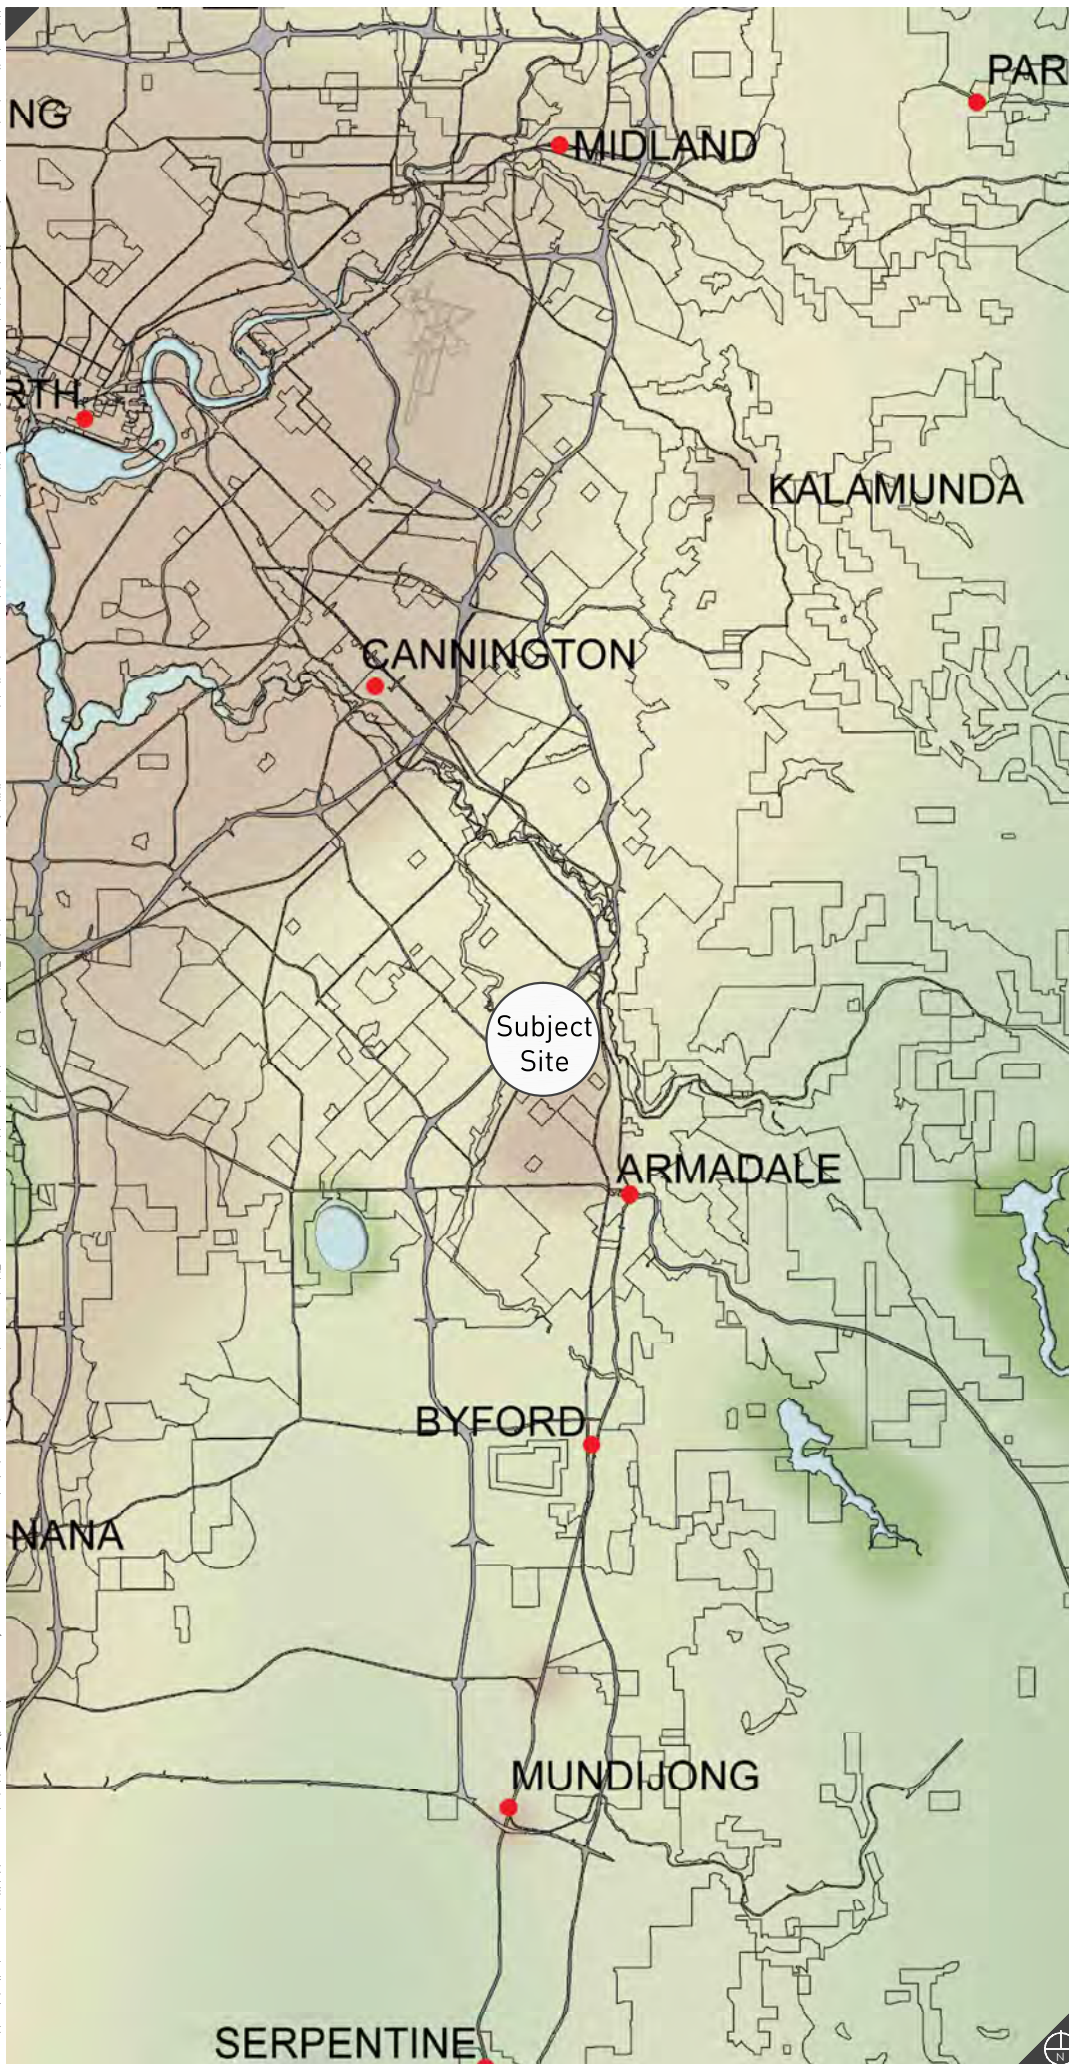 PAR
NG
MIDLAND
RTH
KALAMUNDA
CANNINGTON
Subject
Site
ARMADALE
BYFORD
NANA
MUNDIJONG
SERPENTINE
N